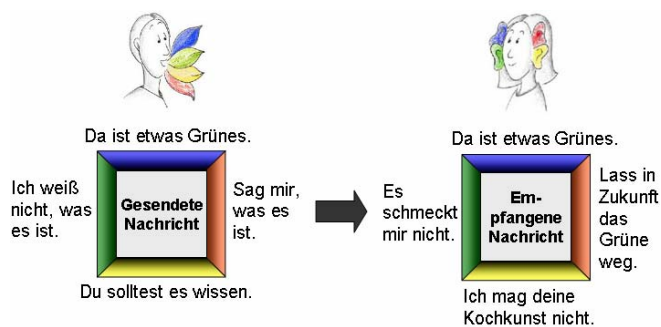 Da ist etwas Grünes.
Ich weiß
nicht, was
es ist.
Gesendete
Nachricht
Sag mir,
was es
ist.
Du solltest es wissen.
Da ist etwas Grünes.
Es
schmeckt
mir nicht.
Em-
pfangene
Nachricht
Lass in
Zukunft
das
Grüne
weg.
Ich mag deine
Kochkunst nicht.